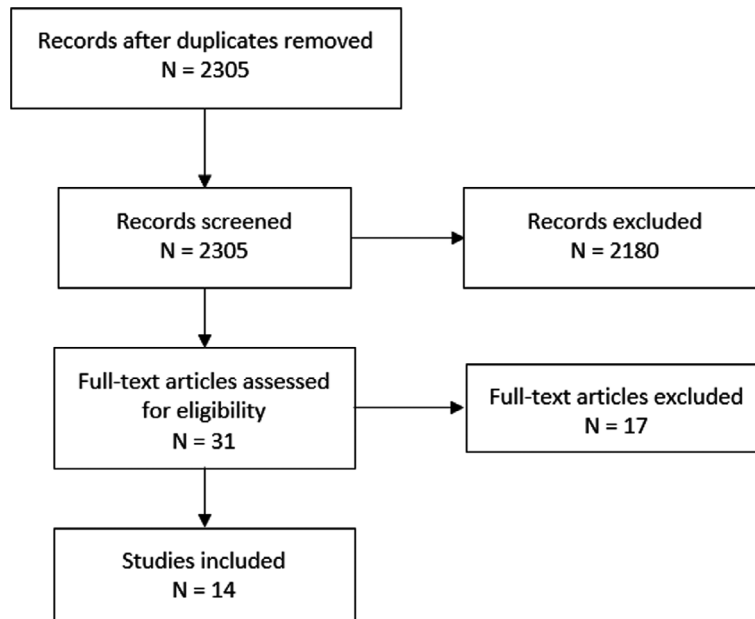 Records after duplicates removed
N = 2305
Records screened
N = 2305
Records excluded
N = 2180
Full-text articles assessed
for eligibility
N = 31
Full-text articles excluded
N = 17
Studies included
N = 14